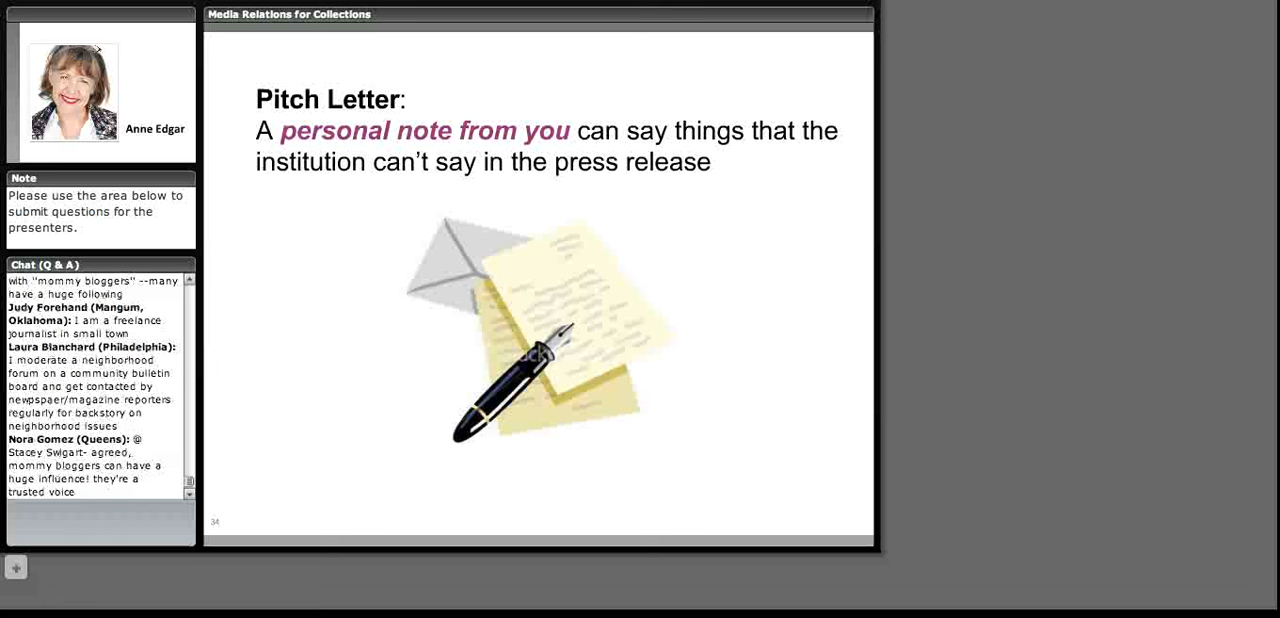 Media Relations for Collections
Anne Edgar
Note
Please use the area below to
submit questions for the
presenters.
Chat (Q & A)
with "mommy bloggers" --many
have a huge following
Judy Forehand (Mangum,
Oklahoma): I am a freelance
journalist in small town
Laura Blanchard (Philadelphia):
I moderate a neighborhood
forum on a community bulletin
board and get contacted by
newspaer/magazine reporters
regularly for backstory on
neighborhood issues
Nora Gomez (Queens): @
Stacey Swigart- agreed,
mommy bloggers can have a
huge influence! they're a
trusted voice
Pitch Letter:
A personal note from you can say things that the
institution can't say in the press release
34